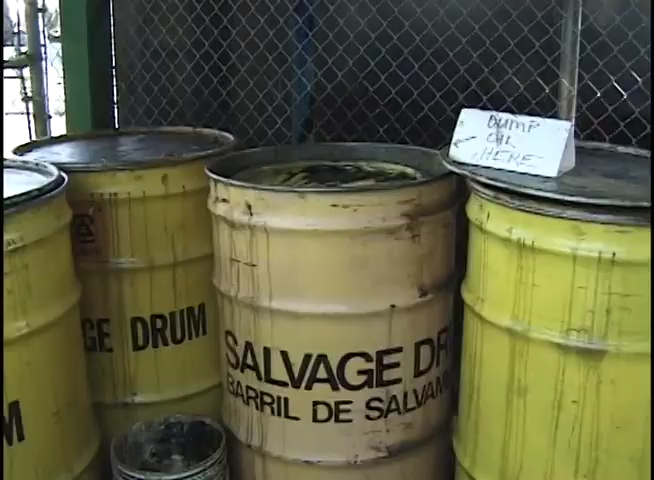 DUMP
OIL
HERE
GE DRUM
SALVAGE DR
BARRIL DE SALVAM
M